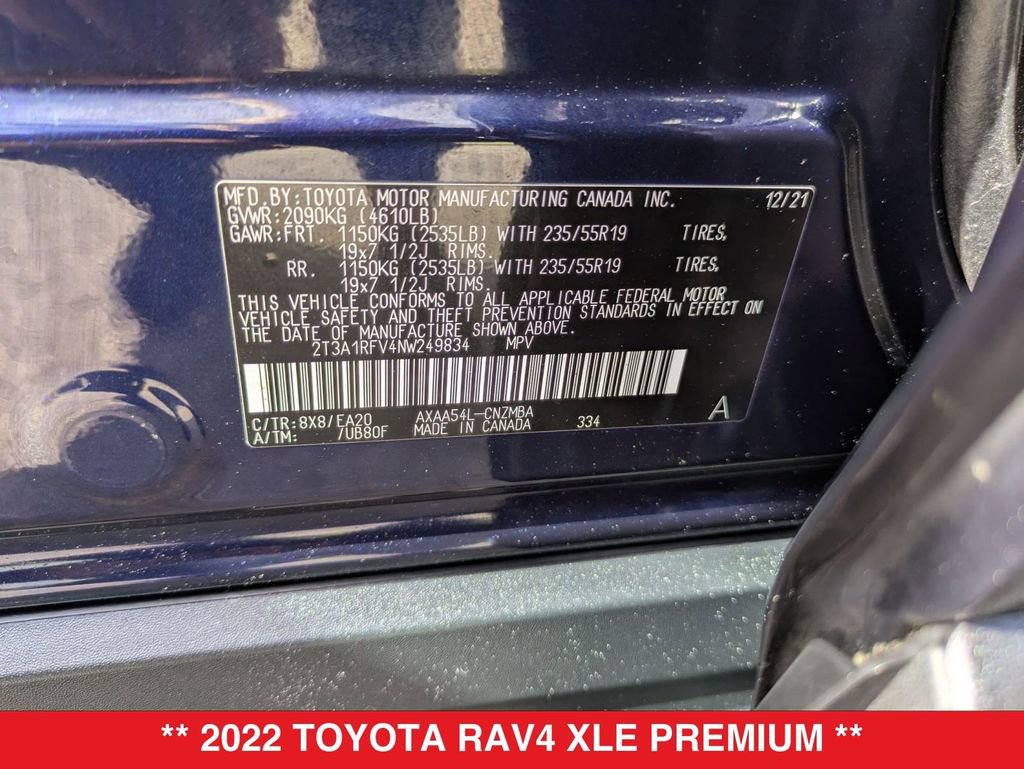 MFD.BY:TOYOTA MOTOR MANUFACTURING CANADA INC. 12/21
GVWR:2090KG (4610LB)
GAWR:FRT. 1150KG (2535LB) WITH 235/55R19 TIRES,
19x7 1/2J RIMS.
RR. 1150KG (2535LB) WITH 235/55R19 TIRES,
19x7 1/2J RIMS.
THIS VEHICLE CONFORMS TO ALL APPLICABLE FEDERAL MOTOR
VEHICLE SAFETY AND THEFT PREVENTION STANDARDS IN EFFECT ON
THE DATE OF MANUFACTURE SHOWN ABOVE.
2T3A1RFV4NW249834 MPV
C/TR:8X8/EA20 AXAA54L-CNZMBA A
A/TM: /UB80F MADE IN CANADA 334
** 2022 TOYOTA RAV4 XLE PREMIUM **